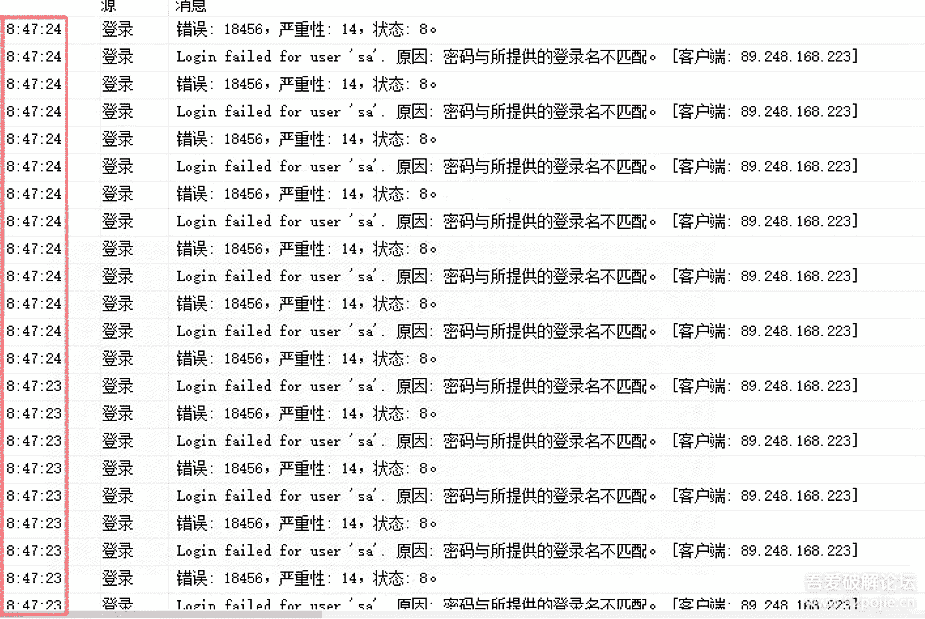 源 消息
8:47:24 登录 错误: 18456，严重性: 14，状态: 8。
8:47:24 登录 Login failed for user 'sa'. 原因: 密码与所提供的登录名不匹配。 [客户端: 89.248.168.223]
8:47:24 登录 错误: 18456，严重性: 14，状态: 8。
8:47:24 登录 Login failed for user 'sa'. 原因: 密码与所提供的登录名不匹配。 [客户端: 89.248.168.223]
8:47:24 登录 错误: 18456，严重性: 14，状态: 8。
8:47:24 登录 Login failed for user 'sa'. 原因: 密码与所提供的登录名不匹配。 [客户端: 89.248.168.223]
8:47:24 登录 错误: 18456，严重性: 14，状态: 8。
8:47:24 登录 Login failed for user 'sa'. 原因: 密码与所提供的登录名不匹配。 [客户端: 89.248.168.223]
8:47:24 登录 错误: 18456，严重性: 14，状态: 8。
8:47:24 登录 Login failed for user 'sa'. 原因: 密码与所提供的登录名不匹配。 [客户端: 89.248.168.223]
8:47:24 登录 错误: 18456，严重性: 14，状态: 8。
8:47:24 登录 Login failed for user 'sa'. 原因: 密码与所提供的登录名不匹配。 [客户端: 89.248.168.223]
8:47:24 登录 错误: 18456，严重性: 14，状态: 8。
8:47:23 登录 Login failed for user 'sa'. 原因: 密码与所提供的登录名不匹配。 [客户端: 89.248.168.223]
8:47:23 登录 错误: 18456，严重性: 14，状态: 8。
8:47:23 登录 Login failed for user 'sa'. 原因: 密码与所提供的登录名不匹配。 [客户端: 89.248.168.223]
8:47:23 登录 错误: 18456，严重性: 14，状态: 8。
8:47:23 登录 Login failed for user 'sa'. 原因: 密码与所提供的登录名不匹配。 [客户端: 89.248.168.223]
8:47:23 登录 错误: 18456，严重性: 14，状态: 8。
8:47:23 登录 Login failed for user 'sa'. 原因: 密码与所提供的登录名不匹配。 [客户端: 89.248.168.223]
8:47:23 登录 错误: 18456，严重性: 14，状态: 8。
8:47:23 登录 Login failed for user 'sa'. 原因: 密码与所提供的登录名不匹配。 [客户端: 89.248.168.223]
吾爱破解论坛